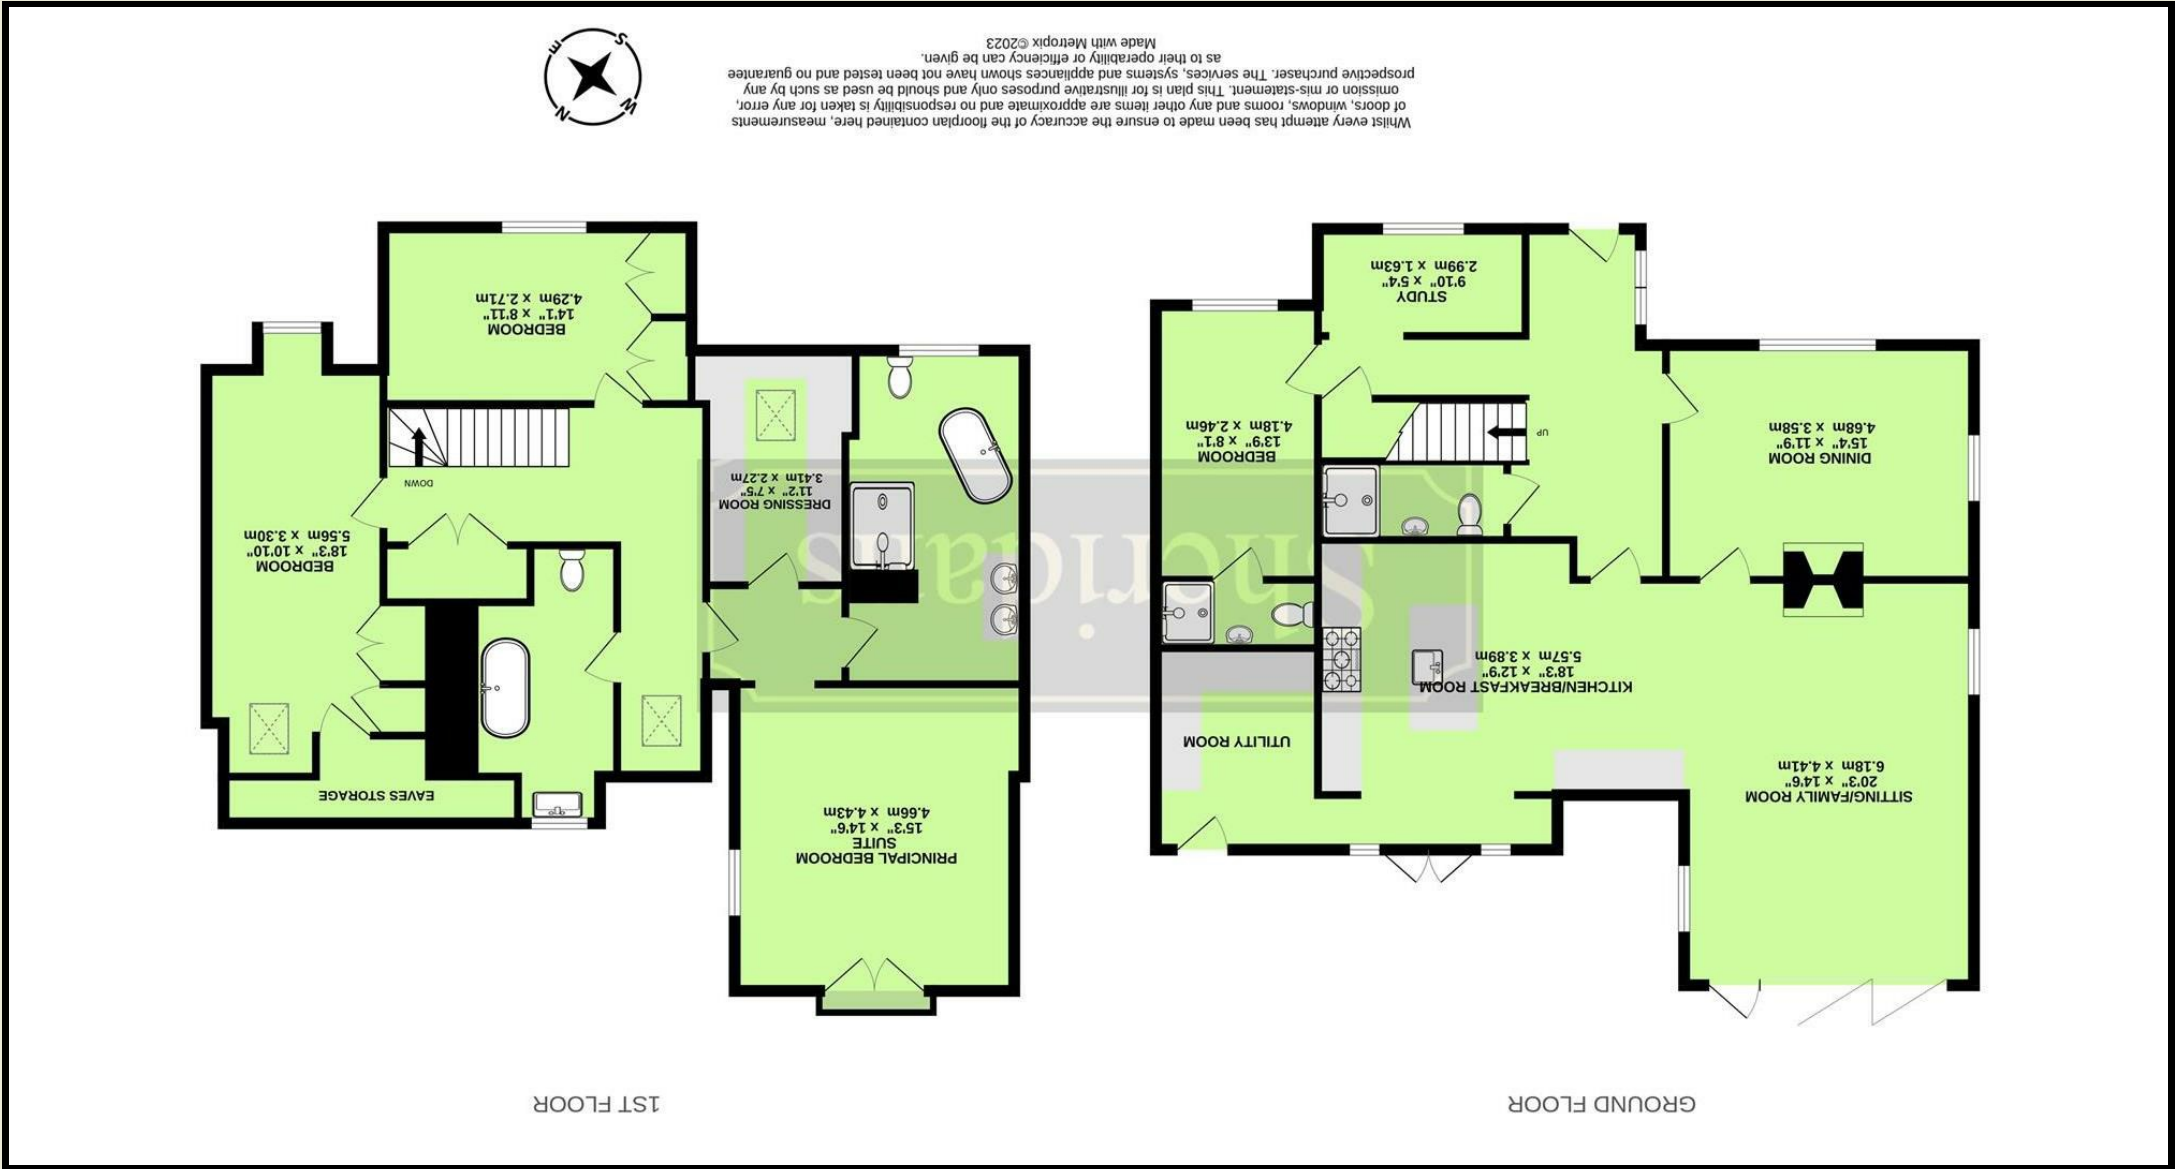 GROUND FLOOR
1ST FLOOR
SITTING/FAMILY ROOM
20'3" x 14'6"
6.18m x 4.41m
UTILITY ROOM
KITCHEN/BREAKFAST ROOM
18'3" x 12'9"
5.57m x 3.89m
DINING ROOM
15'4" x 11'9"
4.68m x 3.58m
UP
BEDROOM
13'9" x 8'1"
4.18m x 2.46m
STUDY
9'10" x 5'4"
2.99m x 1.63m
PRINCIPAL BEDROOM
SUITE
15'3" x 14'6"
4.66m x 4.43m
EAVES STORAGE
BEDROOM
18'3" x 10'10"
5.56m x 3.30m
DRESSING ROOM
11'2" x 7'5"
3.41m x 2.27m
DOWN
BEDROOM
14'1" x 8'11"
4.29m x 2.71m
Sheridans
Whilst every attempt has been made to ensure the accuracy of the floorplan contained here, measurements
of doors, windows, rooms and any other items are approximate and no responsibility is taken for any error,
omission or mis-statement. This plan is for illustrative purposes only and should be used as such by any
prospective purchaser. The services, systems and appliances shown have not been tested and no guarantee
as to their operability or efficiency can be given.
Made with Metropix ©2023
N
E
S
W